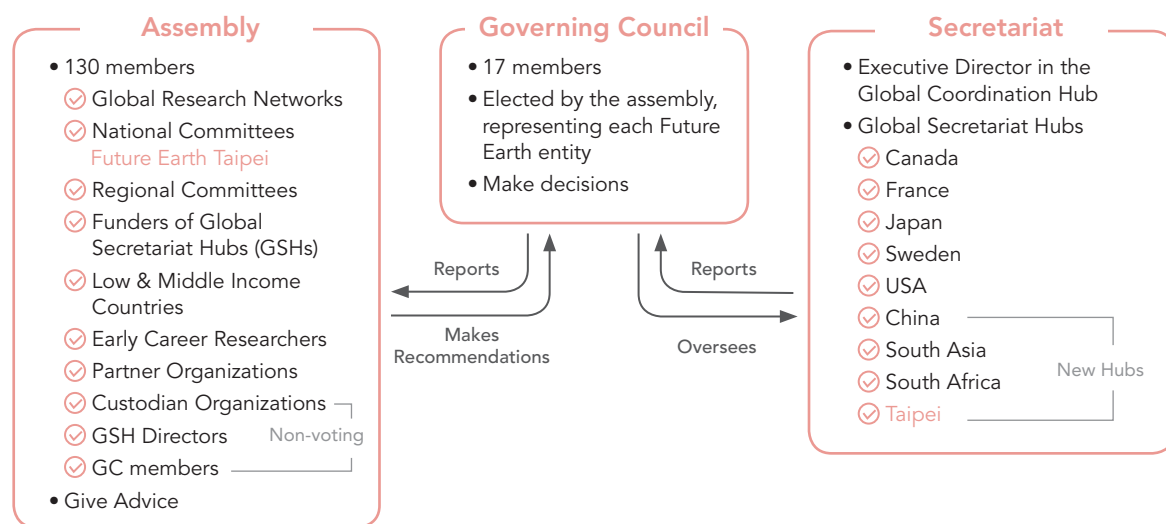 Assembly
• 130 members
Global Research Networks
National Committees
Future Earth Taipei
Regional Committees
Funders of Global
Secretariat Hubs (GSHs)
Low & Middle Income
Countries
Early Career Researchers
Partner Organizations
Custodian Organizations
GSH Directors
Non-voting
GC members
• Give Advice
Governing Council
• 17 members
• Elected by the assembly,
representing each Future
Earth entity
• Make decisions
Reports
Makes
Recommendations
Reports
Oversees
Secretariat
• Executive Director in the
Global Coordination Hub
• Global Secretariat Hubs
Canada
France
Japan
Sweden
USA
China
South Asia
South Africa
Taipei
New Hubs